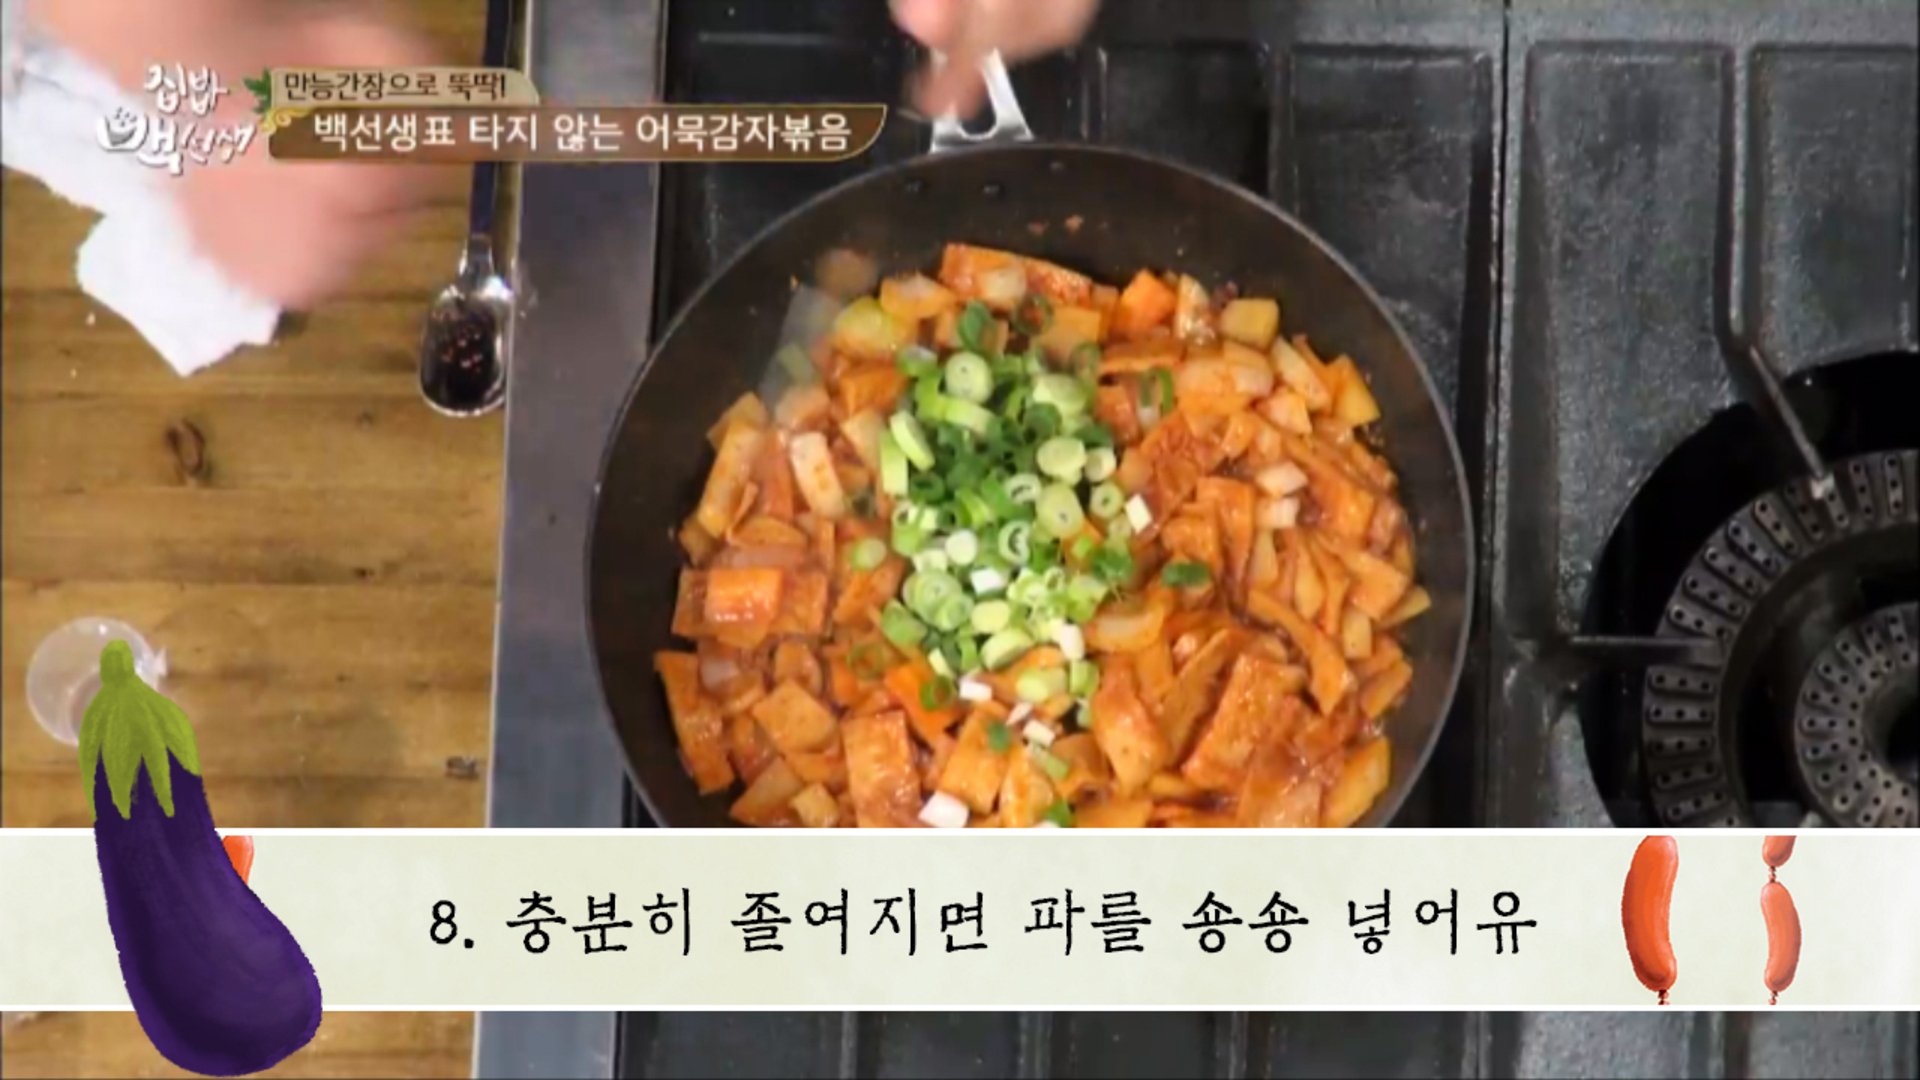 집밥
백선생
만능간장으로 뚝딱!
백선생표 타지 않는 어묵감자볶음
8. 충분히 졸여지면 파를 숑숑 넣어유